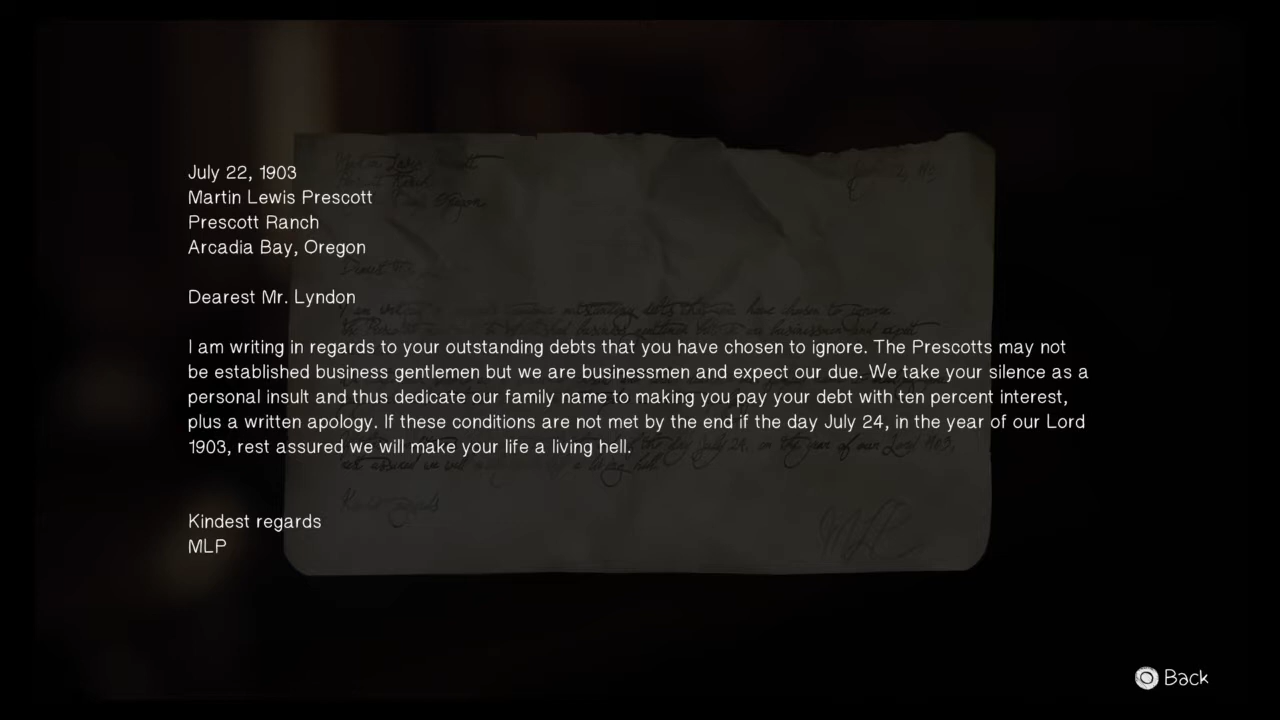 July 22, 1903
Martin Lewis Prescott
Prescott Ranch
Arcadia Bay, Oregon
Dearest Mr. Lyndon
I am writing in regards to your outstanding debts that you have chosen to ignore. The Prescotts may not
be established business gentlemen but we are businessmen and expect our due. We take your silence as a
personal insult and thus dedicate our family name to making you pay your debt with ten percent interest,
plus a written apology. If these conditions are not met by the end if the day July 24, in the year of our Lord
1903, rest assured we will make your life a living hell.
Kindest regards
MLP
Back